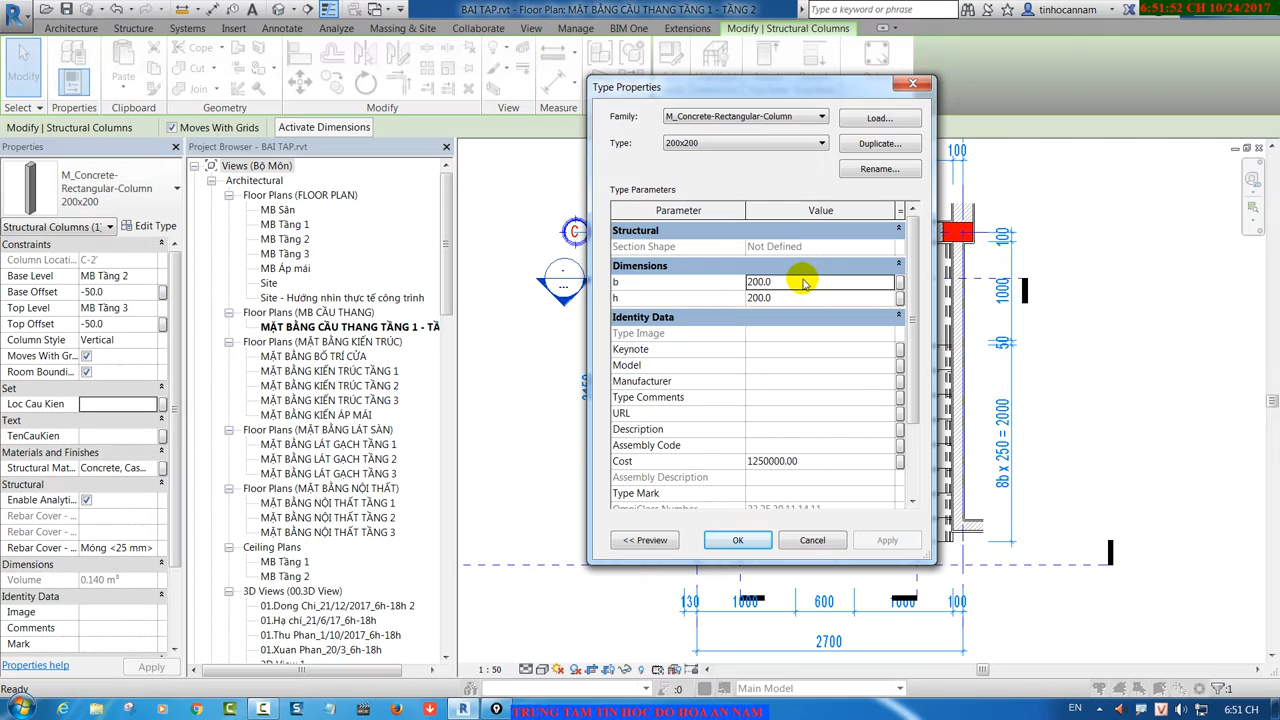 BAI TAP.rvt - Floor Plan: MẶT BẰNG CẦU THANG TẦNG 1 - TẦNG 2
Type a keyword or phrase
tinhocannam
6:51:52 CH 10/24/2017
Architecture Structure Systems Insert Annotate Analyze Massing & Site Collaborate View Manage BIM One Extensions Modify | Structural Columns
Modify
Paste
Cope
Cut
Join
Select Properties Clipboard Geometry Modify View Measure
Modify | Structural Columns
Moves With Grids
Activate Dimensions
Properties
M_Concrete-Rectangular-Column
200x200
Structural Columns (1)
Edit Type
Constraints
Column Locati... C-2'
Base Level MB Tầng 2
Base Offset -50.0
Top Level MB Tầng 3
Top Offset -50.0
Column Style Vertical
Moves With Gr...
Room Boundin...
Set
Loc Cau Kien
Text
TenCauKien
Materials and Finishes
Structural Mat... Concrete, Cas...
Structural
Enable Analyti...
Rebar Cover - ...
Rebar Cover - ...
Rebar Cover - ... Móng <25 mm>
Dimensions
Volume 0.140 m³
Identity Data
Image
Comments
Mark
Properties help
Apply
Project Browser - BAI TAP.rvt
Views (Bộ Môn)
Architectural
Floor Plans (FLOOR PLAN)
MB Sân
MB Tầng 1
MB Tầng 2
MB Tầng 3
MB Áp mái
Site
Site - Hướng nhìn thực tế công trình
Floor Plans (MB CẦU THANG)
MẶT BẰNG CẦU THANG TẦNG 1 - TẦ
Floor Plans (MẶT BẰNG KIẾN TRÚC)
MẶT BẰNG BỐ TRÍ CỬA
MẶT BẰNG KIẾN TRÚC TẦNG 1
MẶT BẰNG KIẾN TRÚC TẦNG 2
MẶT BẰNG KIẾN TRÚC TẦNG 3
MẶT BẰNG KIẾN ÁP MÁI
Floor Plans (MẶT BẰNG LÁT SÀN)
MẶT BẰNG LÁT GẠCH TẦNG 1
MẶT BẰNG LÁT GẠCH TẦNG 2
MẶT BẰNG LÁT GẠCH TẦNG 3
Floor Plans (MẶT BẰNG NỘI THẤT)
MẶT BẰNG NỘI THẤT TẦNG 1
MẶT BẰNG NỘI THẤT TẦNG 2
MẶT BẰNG NỘI THẤT TẦNG 3
Ceiling Plans
MB Tầng 1
MB Tầng 2
3D Views (00.3D View)
01.Dong Chi_21/12/2017_6h-18h 2
01.Hạ chí_21/6/17_6h-18h
01.Thu Phan_1/10/2017_6h-18h
01.Xuan Phan_20/3_6h-18h
Type Properties
Family: M_Concrete-Rectangular-Column Load...
Type: 200x200 Duplicate...
Rename...
Type Parameters
Parameter Value =
Structural
Section Shape Not Defined
Dimensions
b 200.0
h 200.0
Identity Data
Type Image
Keynote
Model
Manufacturer
Type Comments
URL
Description
Assembly Code
Cost 1250000.00
Assembly Description
Type Mark
<< Preview OK Cancel Apply
C
...
100
100
1000
50
8b x 250 = 2000
130 1000 600 1000 100
2700
1 : 50
Ready
:0
Main Model
:1
TRUNG TAM TIN HOC DO HOA AN NAM
EN
6:51 CH